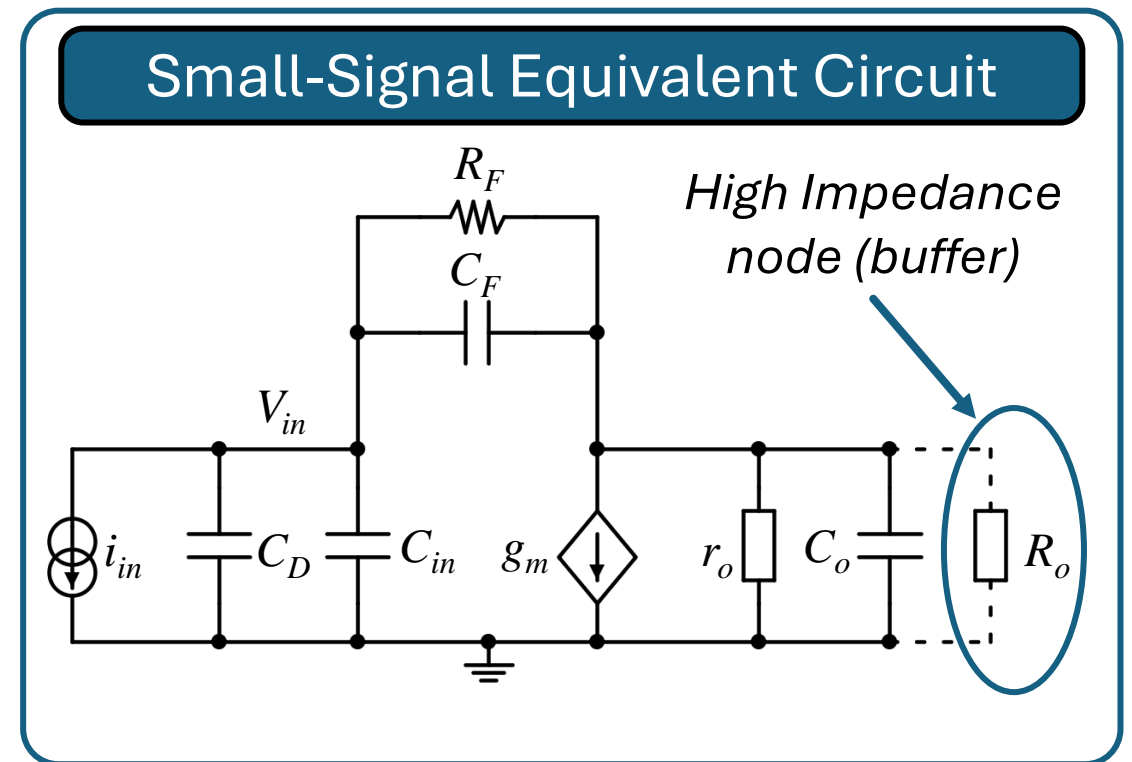 Small-Signal Equivalent Circuit
R_F
High Impedance
node (buffer)
C_F
V_in
i_in
C_D
C_in
g_m
r_o
C_o
R_o